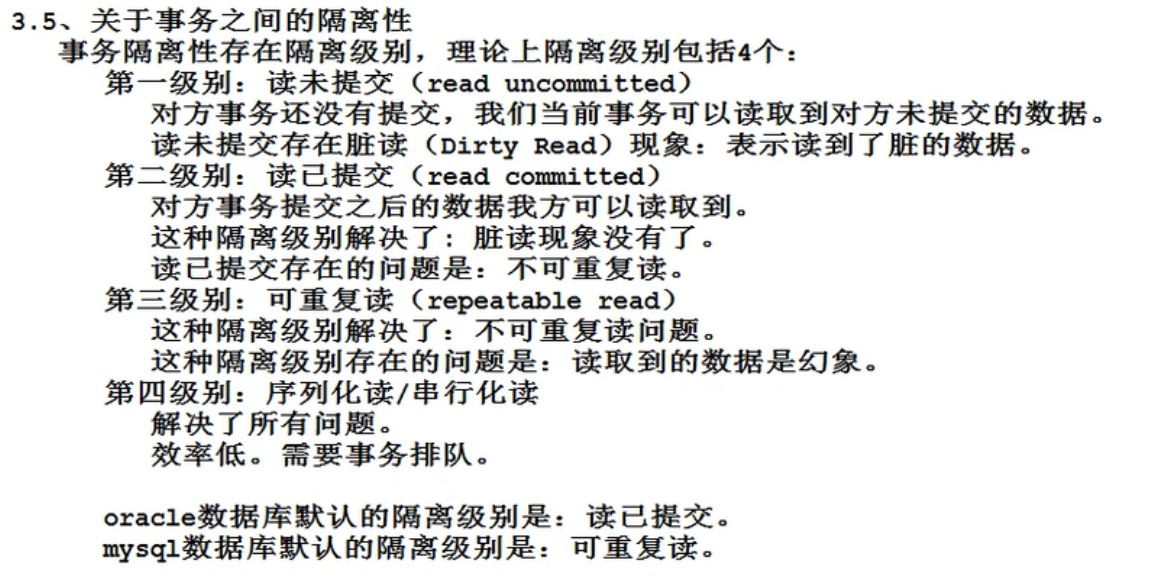 3.5、关于事务之间的隔离性
事务隔离性存在隔离级别，理论上隔离级别包括4个：
第一级别：读未提交（read uncommitted）
对方事务还没有提交，我们当前事务可以读取到对方未提交的数据。
读未提交存在脏读（Dirty Read）现象：表示读到了脏的数据。
第二级别：读已提交（read committed）
对方事务提交之后的数据我方可以读取到。
这种隔离级别解决了: 脏读现象没有了。
读已提交存在的问题是：不可重复读。
第三级别：可重复读（repeatable read）
这种隔离级别解决了：不可重复读问题。
这种隔离级别存在的问题是：读取到的数据是幻象。
第四级别：序列化读/串行化读
解决了所有问题。
效率低。需要事务排队。
oracle数据库默认的隔离级别是：读已提交。
mysql数据库默认的隔离级别是：可重复读。